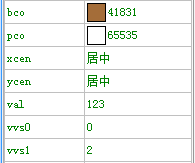 bco 41831
pco 65535
xcen 居中
ycen 居中
val 123
vvs0 0
vvs1 2